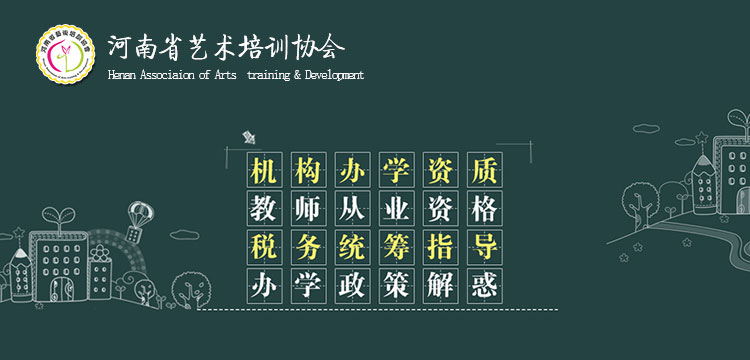 河南省艺术培训协会
Henan Associaion of Arts training & Development
机构办学资质
教师从业资格
税务统筹指导
办学政策解惑